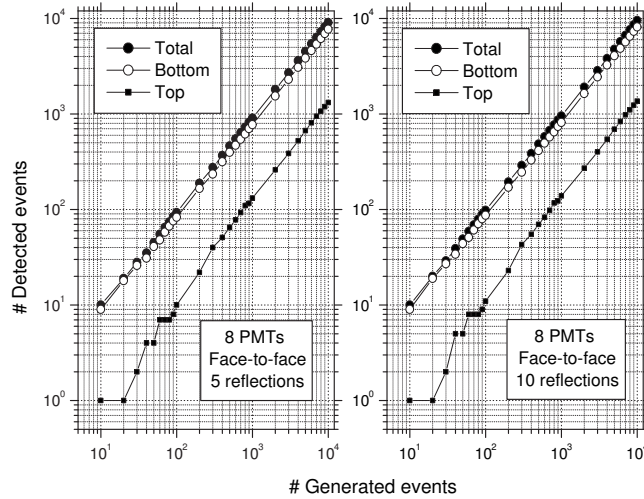 # Detected events
10⁴
10³
10²
10¹
10⁰
Total
Bottom
Top
8 PMTs
Face-to-face
5 reflections
10¹
10²
10³
10⁴
10⁴
10³
10²
10¹
10⁰
Total
Bottom
Top
8 PMTs
Face-to-face
10 reflections
10¹
10²
10³
10⁴
# Generated events